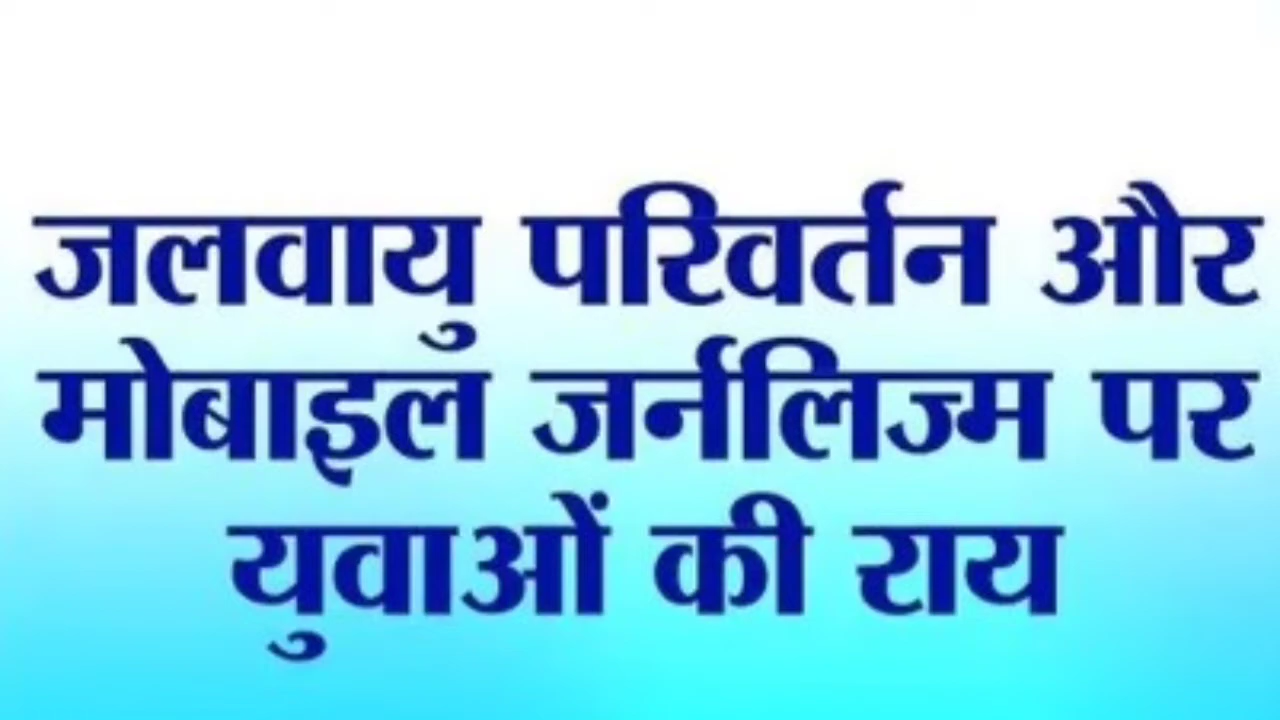 जलवायु परिवर्तन और
मोबाइल जर्नलिज्म पर
युवाओं की राय